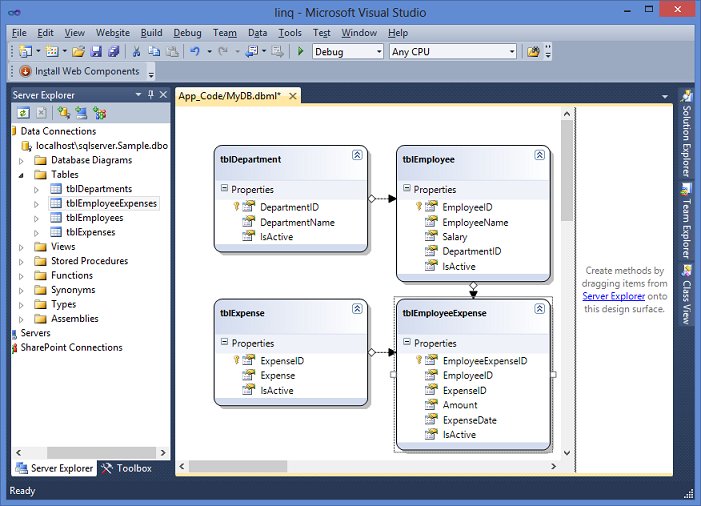 linq - Microsoft Visual Studio
File Edit View Website Build Debug Team Data Tools Test Window Help
Debug Any CPU
Install Web Components
Server Explorer
Data Connections
localhost\sqlserver.Sample.dbo
Database Diagrams
Tables
tblDepartments
tblEmployeeExpenses
tblEmployees
tblExpenses
Views
Stored Procedures
Functions
Synonyms
Types
Assemblies
Servers
SharePoint Connections
Server Explorer Toolbox
App_Code/MyDB.dbml*
tblDepartment
Properties
DepartmentID
DepartmentName
IsActive
tblEmployee
Properties
EmployeeID
EmployeeName
Salary
DepartmentID
IsActive
tblExpense
Properties
ExpenseID
Expense
IsActive
tblEmployeeExpense
Properties
EmployeeExpenseID
EmployeeID
ExpenseID
Amount
ExpenseDate
IsActive
Create methods by
dragging items from
Server Explorer onto
this design surface.
Solution Explorer
Team Explorer
Class View
Ready